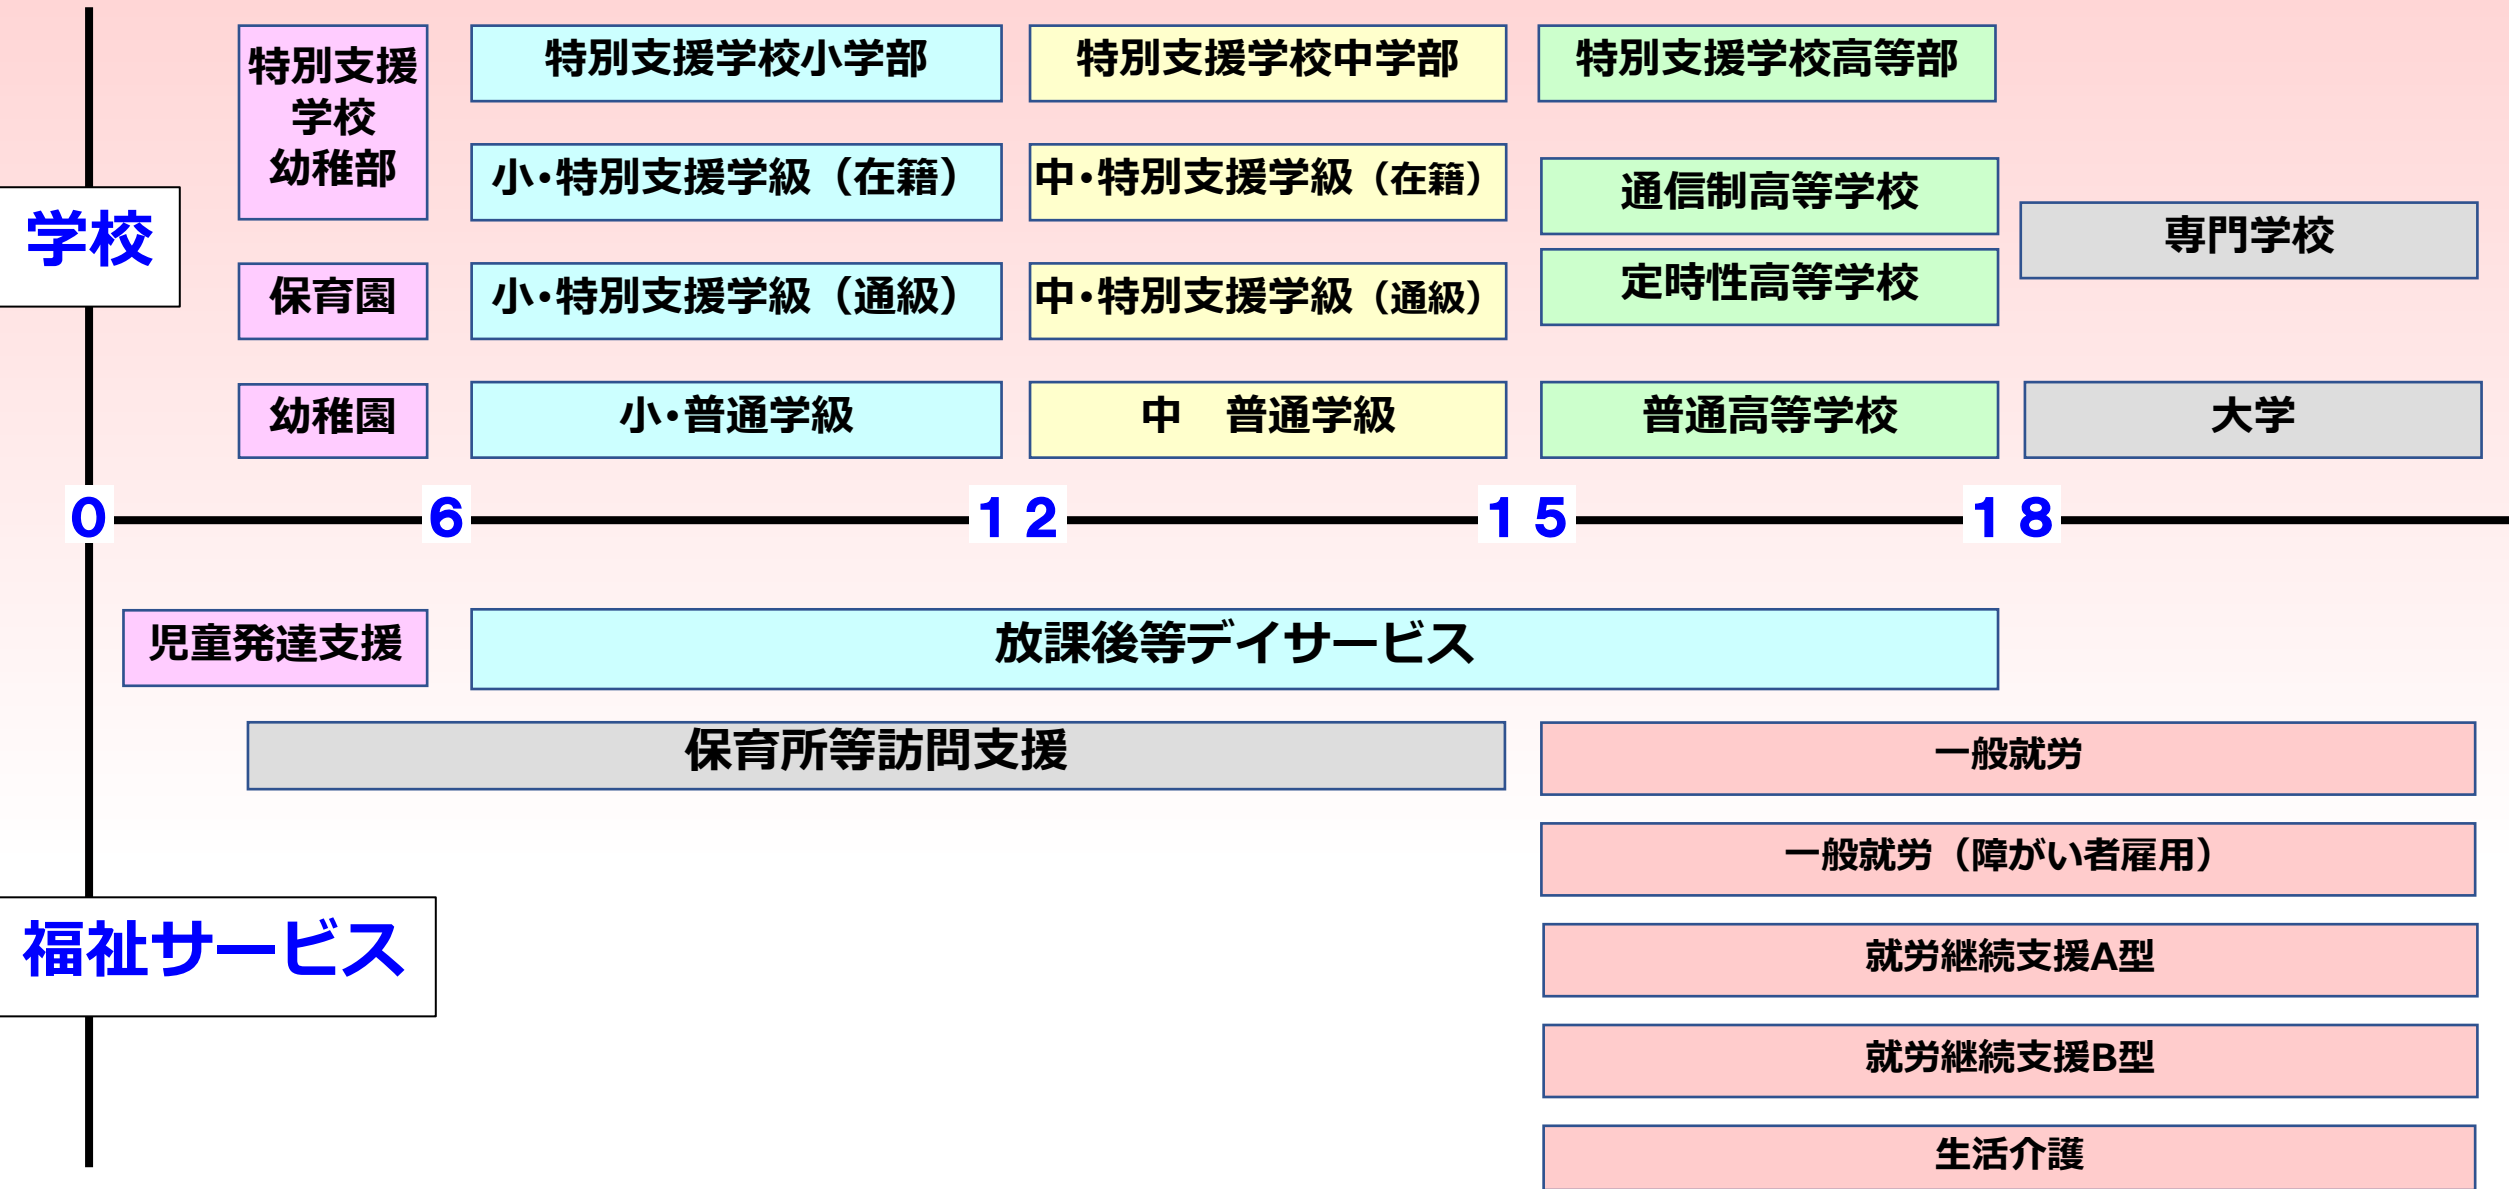 特別支援
学校
幼稚部
特別支援学校小学部
特別支援学校中学部
特別支援学校高等部
小・特別支援学級（在籍）
中・特別支援学級（在籍）
通信制高等学校
専門学校
学校
保育園
小・特別支援学級（通級）
中・特別支援学級（通級）
定時性高等学校
幼稚園
小・普通学級
中　普通学級
普通高等学校
大学
０
６
１２
１５
１８
児童発達支援
放課後等デイサービス
保育所等訪問支援
一般就労
一般就労（障がい者雇用）
福祉サービス
就労継続支援A型
就労継続支援B型
生活介護